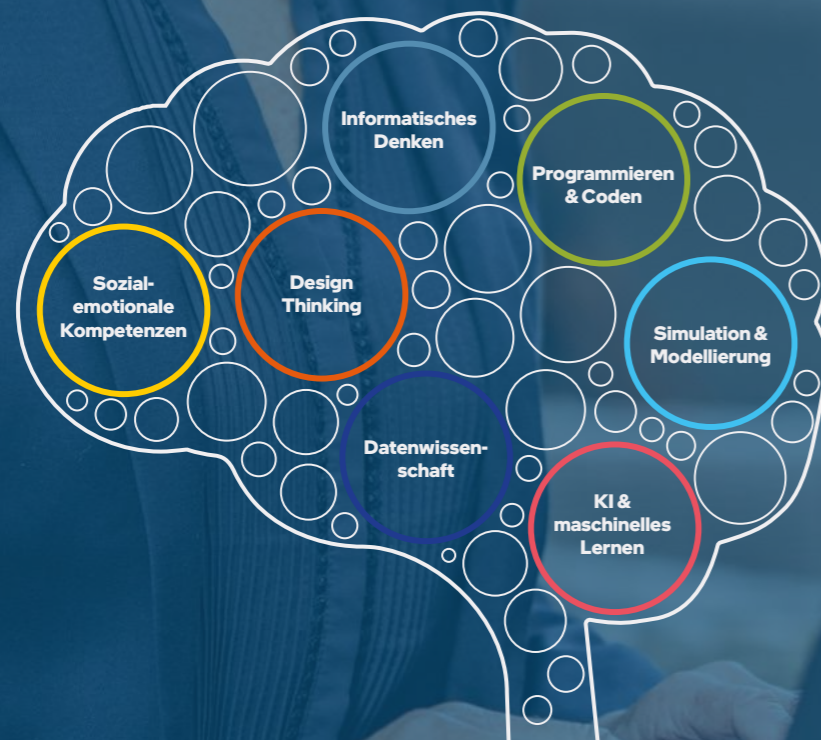 Informatisches
Denken
Programmieren
& Coden
Sozial-
emotionale
Kompetenzen
Design
Thinking
Simulation &
Modellierung
Datenwissen-
schaft
KI &
maschinelles
Lernen